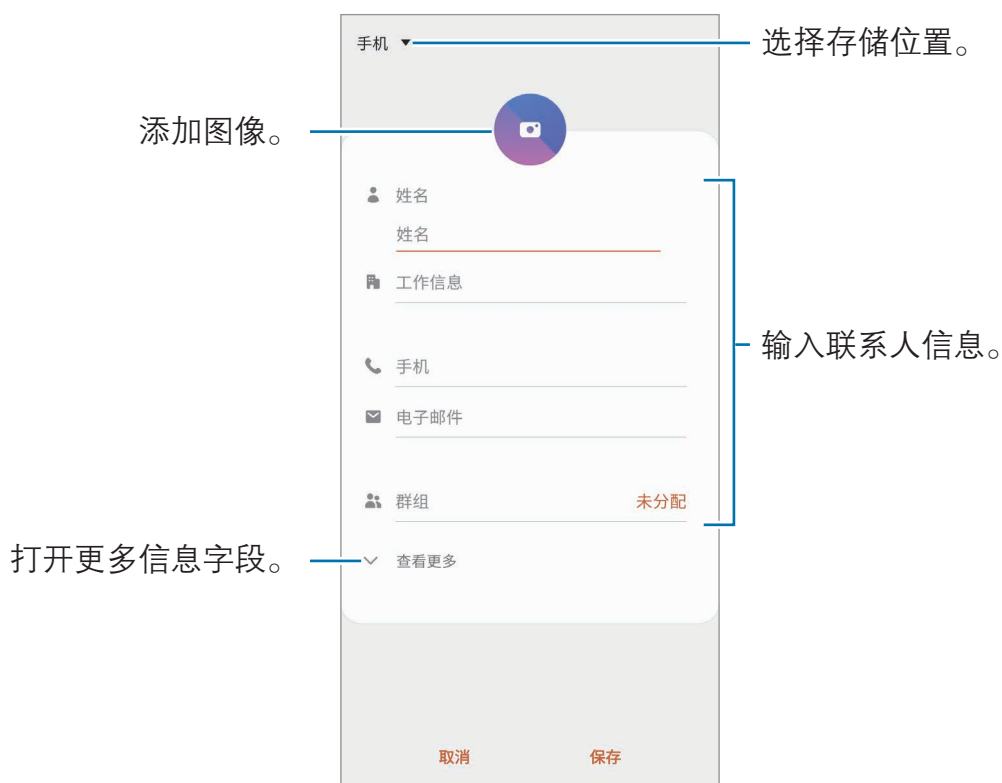 手机
选择存储位置。
添加图像。
姓名
姓名
工作信息
手机
输入联系人信息。
电子邮件
群组 未分配
打开更多信息字段。
查看更多
取消 保存